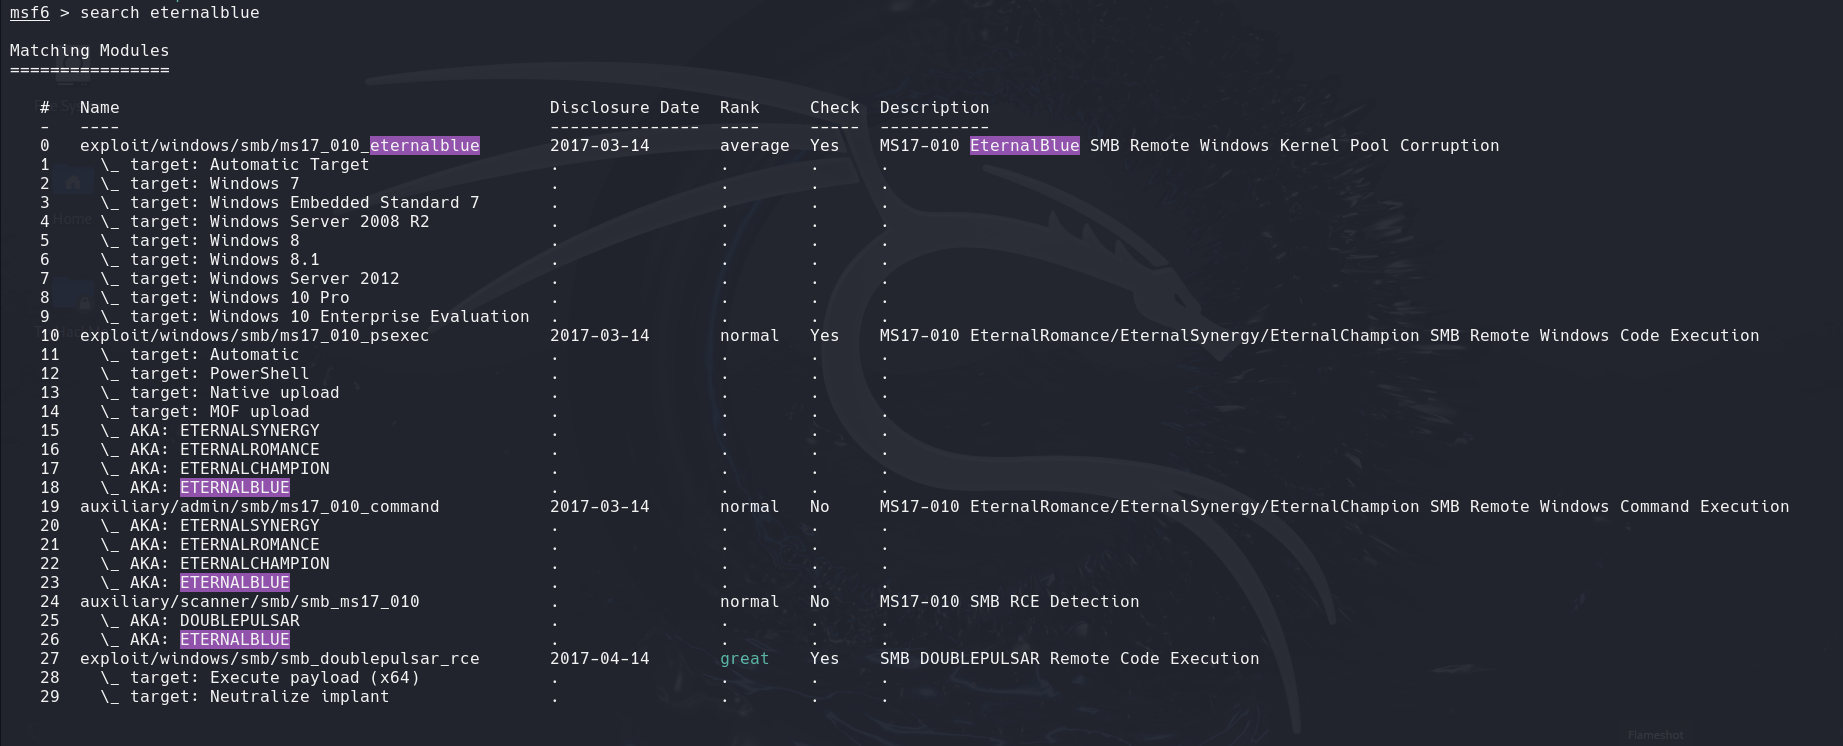 msf6 > search eternalblue
Matching Modules
================
#   Name                                           Disclosure Date  Rank     Check  Description
-   ----                                           ---------------  ----     -----  -----------
0   exploit/windows/smb/ms17_010_eternalblue       2017-03-14       average  Yes    MS17-010 EternalBlue SMB Remote Windows Kernel Pool Corruption
1     \_ target: Automatic Target                  .                .        .      .
2     \_ target: Windows 7                         .                .        .      .
3     \_ target: Windows Embedded Standard 7       .                .        .      .
4     \_ target: Windows Server 2008 R2            .                .        .      .
5     \_ target: Windows 8                         .                .        .      .
6     \_ target: Windows 8.1                       .                .        .      .
7     \_ target: Windows Server 2012               .                .        .      .
8     \_ target: Windows 10 Pro                    .                .        .      .
9     \_ target: Windows 10 Enterprise Evaluation  .                .        .      .
10  exploit/windows/smb/ms17_010_psexec            2017-03-14       normal   Yes    MS17-010 EternalRomance/EternalSynergy/EternalChampion SMB Remote Windows Code Execution
11    \_ target: Automatic                         .                .        .      .
12    \_ target: PowerShell                        .                .        .      .
13    \_ target: Native upload                     .                .        .      .
14    \_ target: MOF upload                        .                .        .      .
15    \_ AKA: ETERNALSYNERGY                       .                .        .      .
16    \_ AKA: ETERNALROMANCE                       .                .        .      .
17    \_ AKA: ETERNALCHAMPION                      .                .        .      .
18    \_ AKA: ETERNALBLUE                          .                .        .      .
19  auxiliary/admin/smb/ms17_010_command           2017-03-14       normal   No     MS17-010 EternalRomance/EternalSynergy/EternalChampion SMB Remote Windows Command Execution
20    \_ AKA: ETERNALSYNERGY                       .                .        .      .
21    \_ AKA: ETERNALROMANCE                       .                .        .      .
22    \_ AKA: ETERNALCHAMPION                      .                .        .      .
23    \_ AKA: ETERNALBLUE                          .                .        .      .
24  auxiliary/scanner/smb/smb_ms17_010             .                normal   No     MS17-010 SMB RCE Detection
25    \_ AKA: DOUBLEPULSAR                         .                .        .      .
26    \_ AKA: ETERNALBLUE                          .                .        .      .
27  exploit/windows/smb/smb_doublepulsar_rce       2017-04-14       great    Yes    SMB DOUBLEPULSAR Remote Code Execution
28    \_ target: Execute payload (x64)             .                .        .      .
29    \_ target: Neutralize implant                .                .        .      .
Home
Flameshot